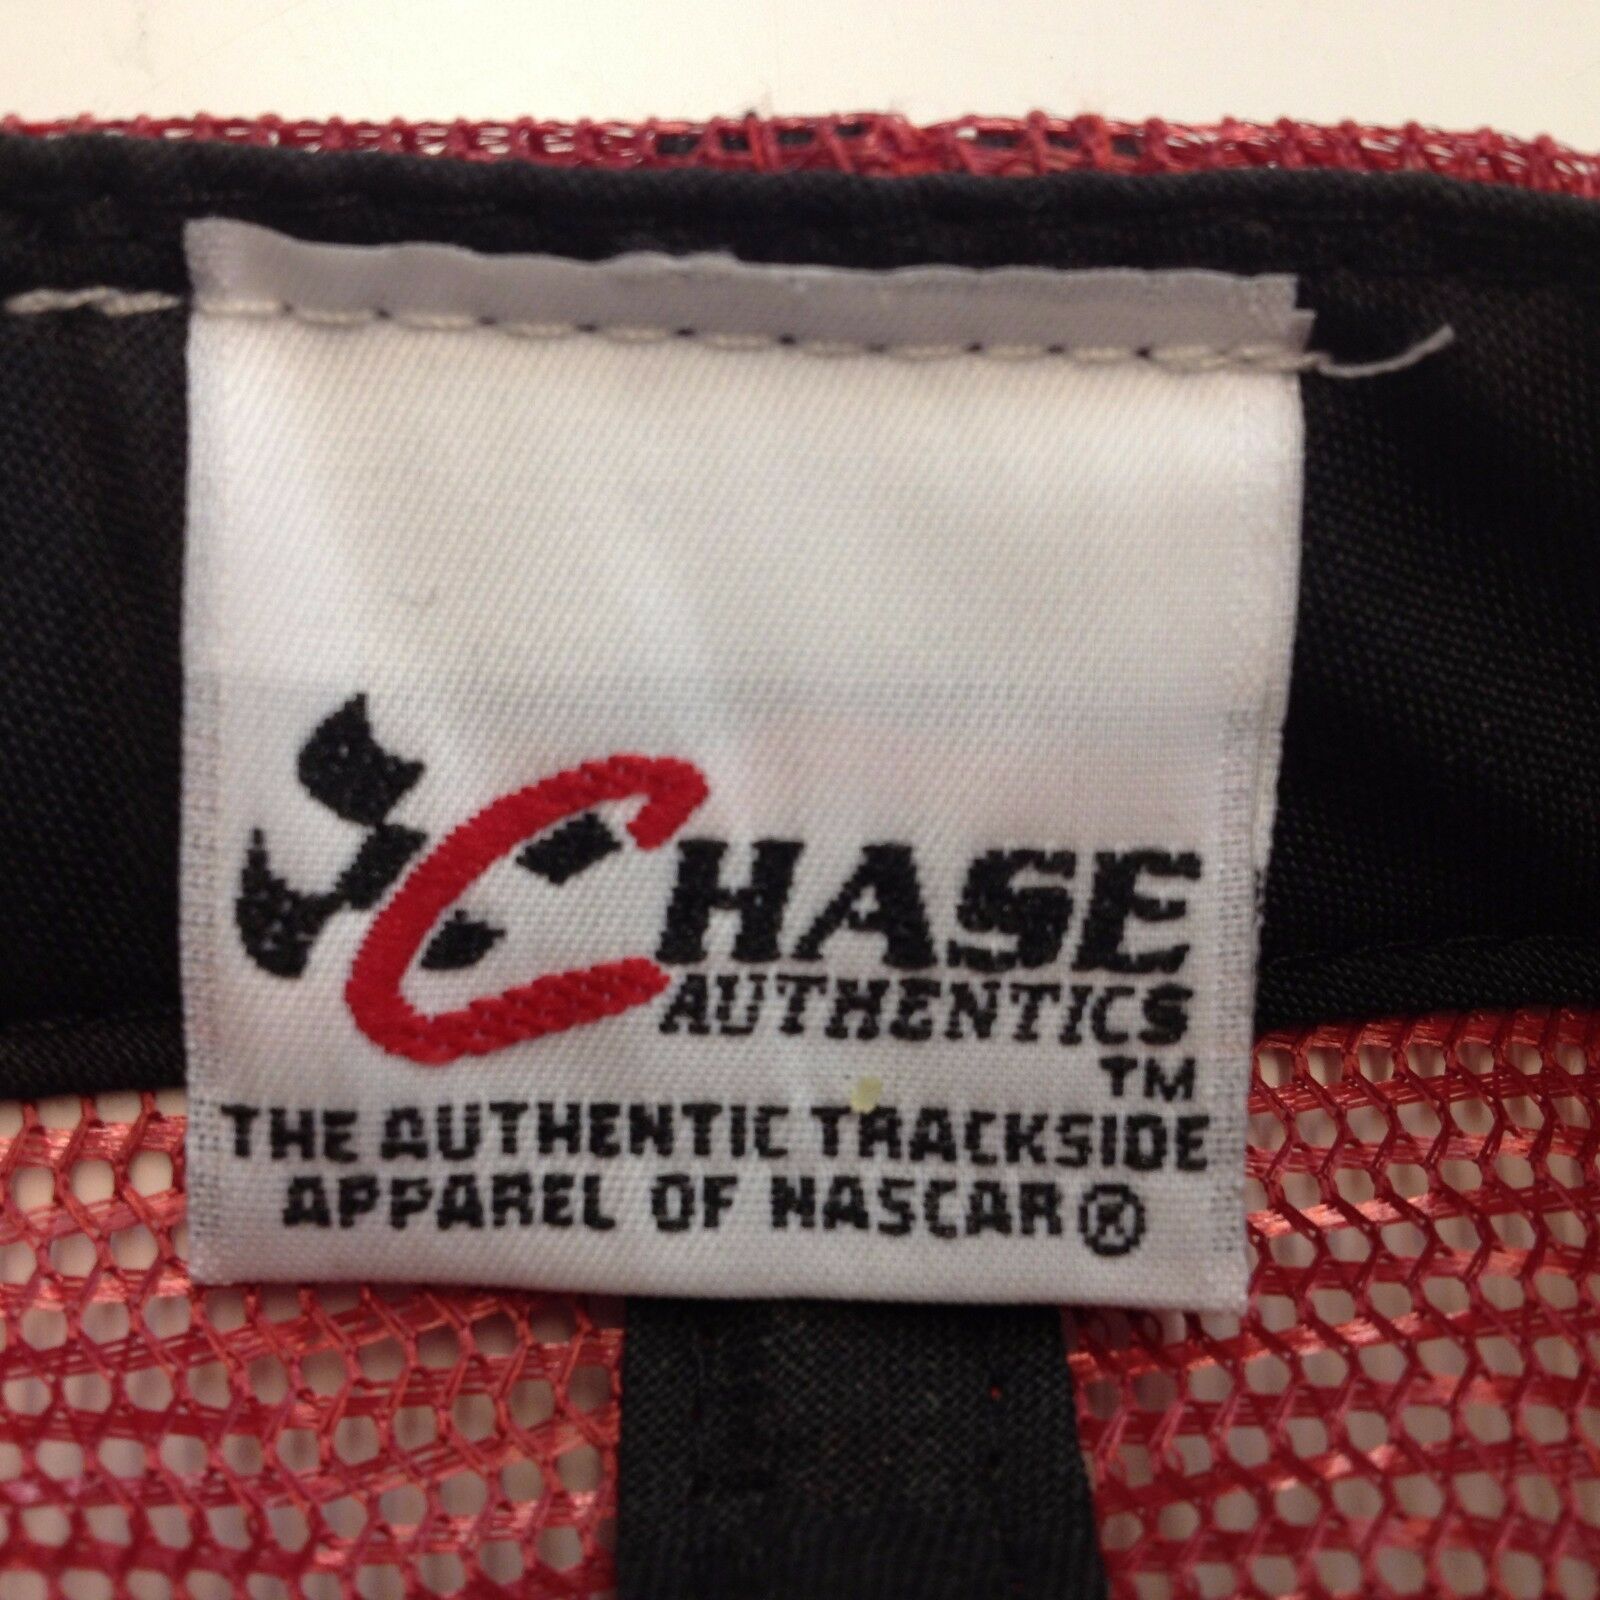 CHASE
AUTHENTICS
TM
THE AUTHENTIC TRACKSIDE
APPAREL OF NASCAR®